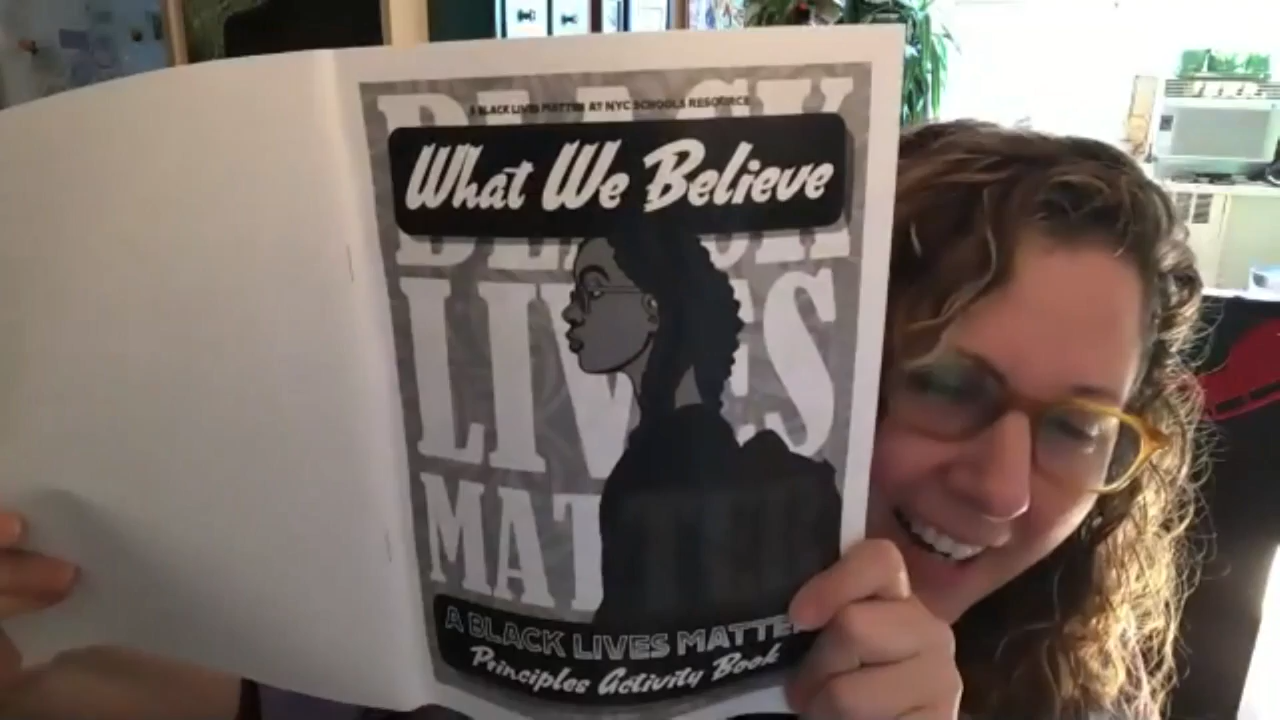 A BLACK LIVES MATTER AT NYC SCHOOLS RESOURCE
BLACK
What We Believe
LIVES
MATTER
A BLACK LIVES MATTER
Principles Activity Book